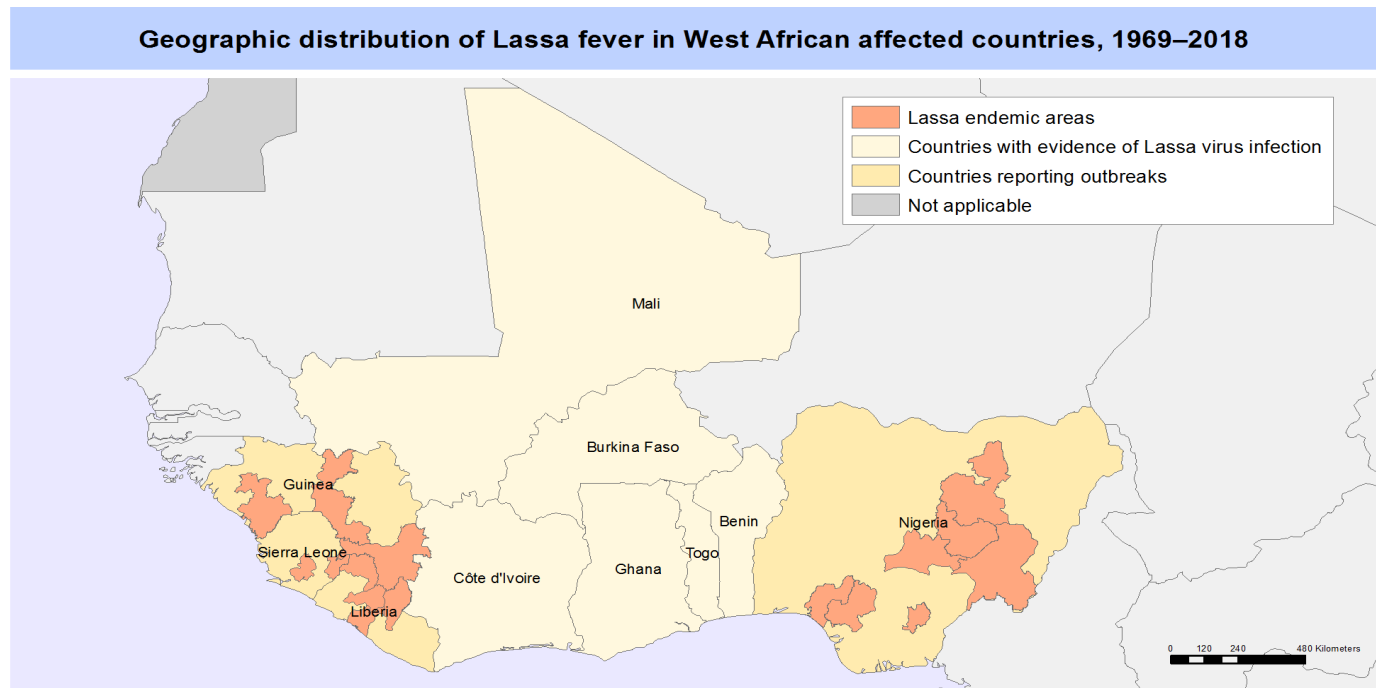 Geographic distribution of Lassa fever in West African affected countries, 1969–2018
Lassa endemic areas
Countries with evidence of Lassa virus infection
Countries reporting outbreaks
Not applicable
Mali
Burkina Faso
Guinea
Benin
Nigeria
Sierra Leone
Togo
Ghana
Côte d'Ivoire
Liberia
0 120 240 480 Kilometers